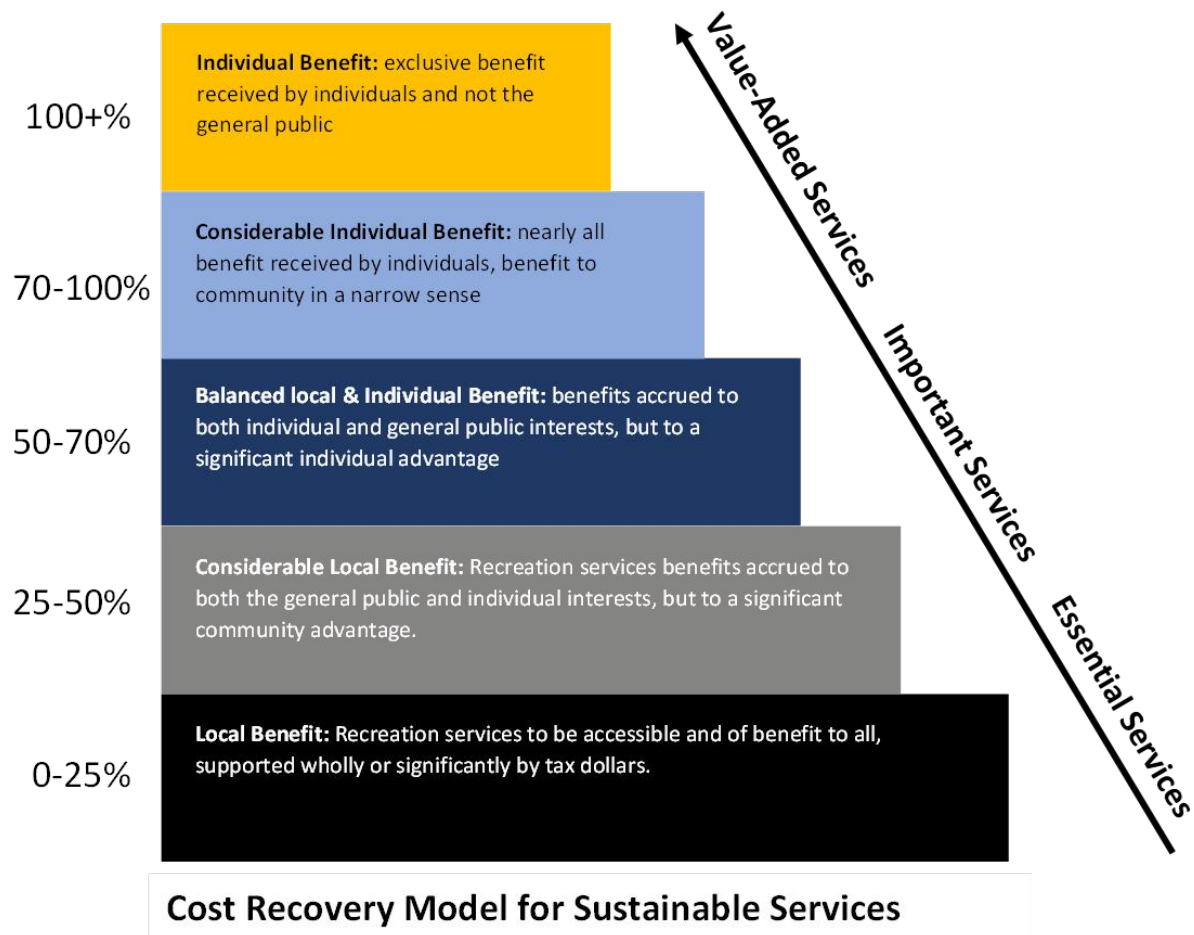 100+%
Individual Benefit: exclusive benefit
received by individuals and not the
general public
70-100%
Considerable Individual Benefit: nearly all
benefit received by individuals, benefit to
community in a narrow sense
50-70%
Balanced local & Individual Benefit: benefits accrued to
both individual and general public interests, but to a
significant individual advantage
25-50%
Considerable Local Benefit: Recreation services benefits accrued to
both the general public and individual interests, but to a significant
community advantage.
0-25%
Local Benefit: Recreation services to be accessible and of benefit to all,
supported wholly or significantly by tax dollars.
Value-Added Services
Important Services
Essential Services
Cost Recovery Model for Sustainable Services